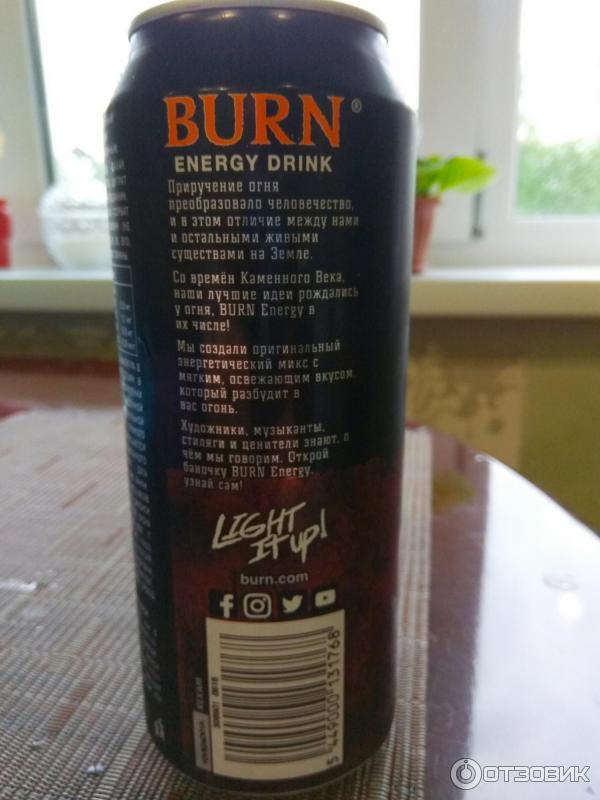 BURN®
ENERGY DRINK
Приручение огня
преобразовало человечество,
и в этом отличие между нами
и остальными живыми
существами на Земле.
Со времён Каменного Века,
наши лучшие идеи рождались
у огня, BURN Energy в
их числе!
Мы создали оригинальный
энергетический микс с
мягким, освежающим вкусом,
который разбудит в
вас огонь.
Художники, музыканты,
стиляги и ценители знают, о
чём мы говорим. Открой
баночку BURN Energy,
узнай сам!
LIGHT
IT UP!
burn.com
5 449000 131768
ОТЗОВИК